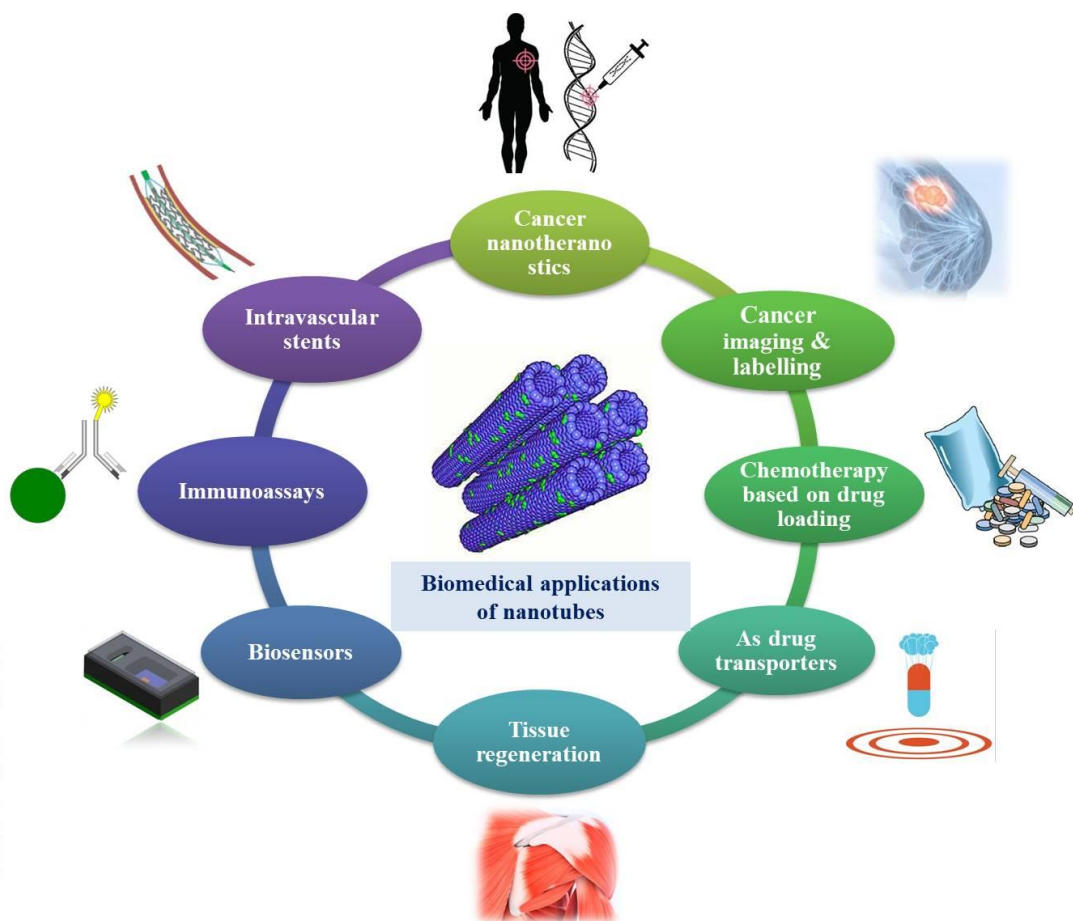 Cancer
nanotherano
stics
Cancer
imaging &
labelling
Chemotherapy
based on drug
loading
As drug
transporters
Tissue
regeneration
Biosensors
Immunoassays
Intravascular
stents
Biomedical applications
of nanotubes